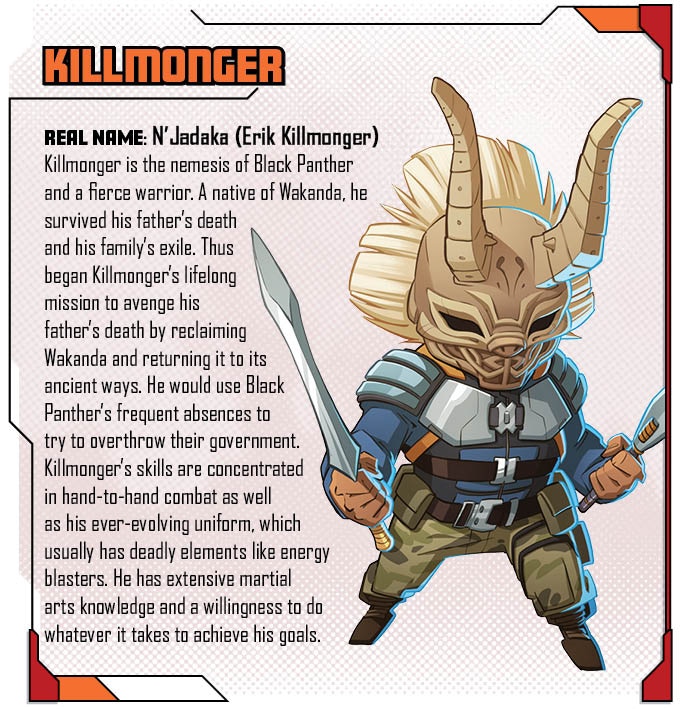 KILLMONGER
REAL NAME: N'Jadaka (Erik Killmonger)
Killmonger is the nemesis of Black Panther
and a fierce warrior. A native of Wakanda, he
survived his father's death
and his family's exile. Thus
began Killmonger's lifelong
mission to avenge his
father's death by reclaiming
Wakanda and returning it to its
ancient ways. He would use Black
Panther's frequent absences to
try to overthrow their government.
Killmonger's skills are concentrated
in hand-to-hand combat as well
as his ever-evolving uniform, which
usually has deadly elements like energy
blasters. He has extensive martial
arts knowledge and a willingness to do
whatever it takes to achieve his goals.